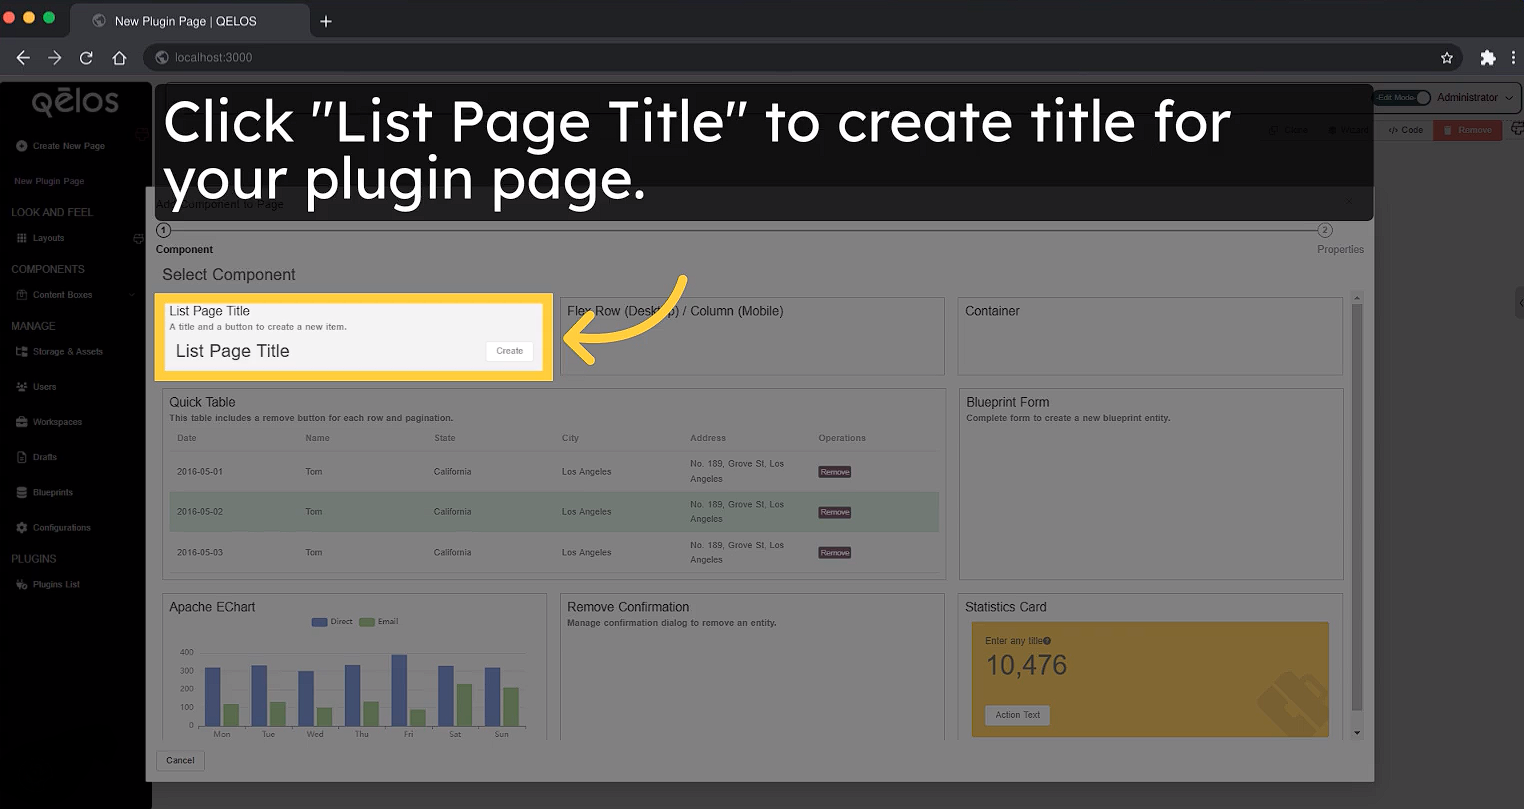 New Plugin Page | QELOS
localhost:3000
qēlos
Click "List Page Title" to create title for
your plugin page.
Edit Mode
Administrator
Clone
Wizard
</> Code
Remove
Create New Page
New Plugin Page
LOOK AND FEEL
Layouts
COMPONENTS
Content Boxes
MANAGE
Storage & Assets
Users
Workspaces
Drafts
Blueprints
Configurations
PLUGINS
Plugins List
Add Component to Page
1
2
Component
Properties
Select Component
List Page Title
A title and a button to create a new item.
List Page Title
Create
Flex Row (Desktop) / Column (Mobile)
Container
Quick Table
This table includes a remove button for each row and pagination.
Date Name State City Address Operations
2016-05-01 Tom California Los Angeles No. 189, Grove St, Los Remove
Angeles
2016-05-02 Tom California Los Angeles No. 189, Grove St, Los Remove
Angeles
2016-05-03 Tom California Los Angeles No. 189, Grove St, Los Remove
Angeles
Blueprint Form
Complete form to create a new blueprint entity.
Apache EChart
Direct Email
400
300
200
100
0
Mon Tue Wed Thu Fri Sat Sun
Remove Confirmation
Manage confirmation dialog to remove an entity.
Statistics Card
Enter any title
10,476
Action Text
Cancel